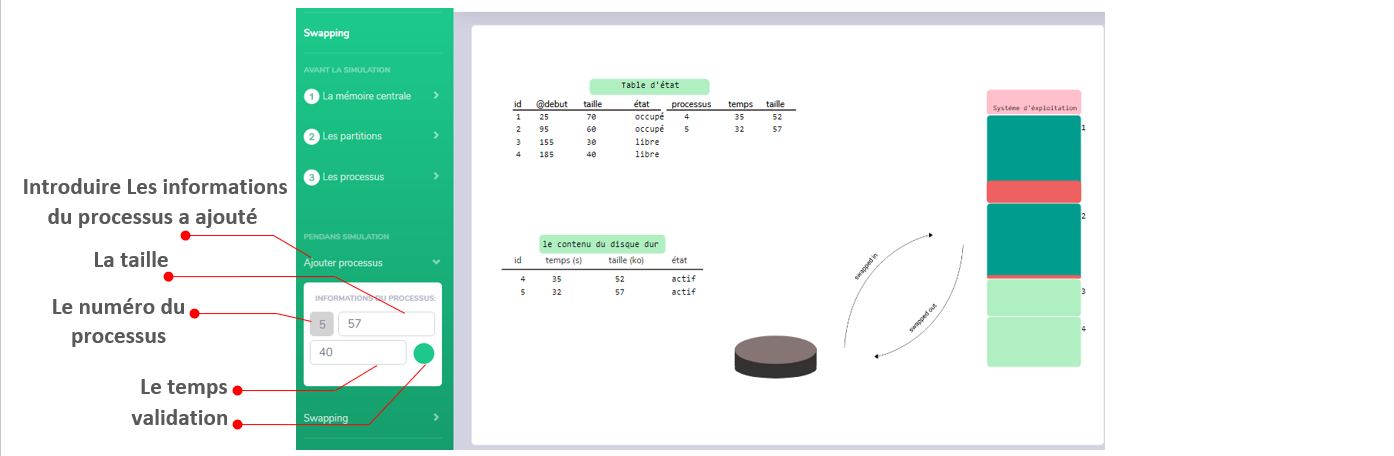 Introduire Les informations
du processus a ajouté
La taille
Le numéro du
processus
Le temps
validation
Swapping
AVANT LA SIMULATION
1 La mémoire centrale
2 Les partitions
3 Les processus
PENDANS SIMULATION
Ajouter processus
INFORMATIONS DU PROCESSUS:
5 57
40
Swapping
Table d'état
id @debut taille état processus temps taille
1 25 70 occupé 4 35 52
2 95 60 occupé 5 32 57
3 155 30 libre
4 185 40 libre
le contenu du disque dur
id temps (s) taille (ko) état
4 35 52 actif
5 32 57 actif
swapped in
swapped out
Systéme d'éxploitation
1
2
3
4